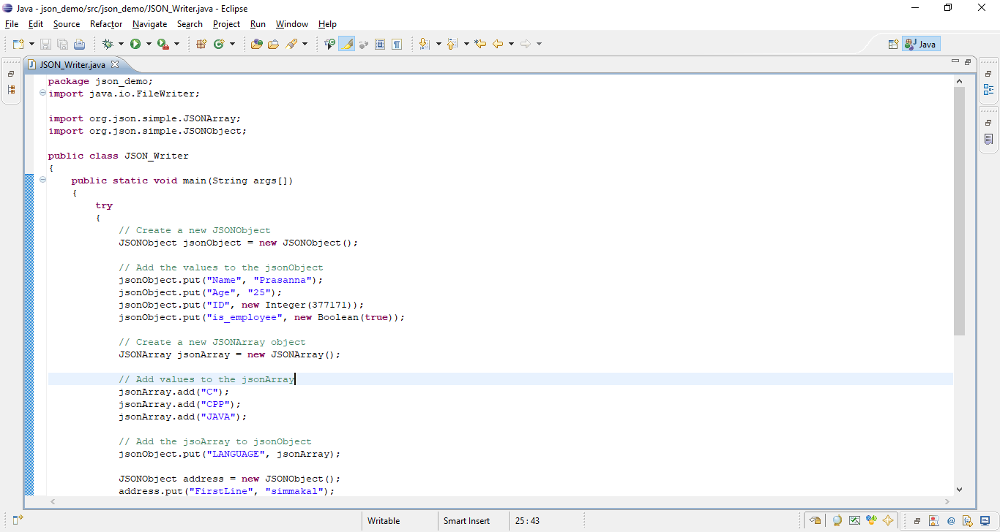 Java - json_demo/src/json_demo/JSON_Writer.java - Eclipse
File Edit Source Refactor Navigate Search Project Run Window Help
Java
JSON_Writer.java
package json_demo;
import java.io.FileWriter;
import org.json.simple.JSONArray;
import org.json.simple.JSONObject;
public class JSON_Writer
{
public static void main(String args[])
{
try
{
// Create a new JSONObject
JSONObject jsonObject = new JSONObject();
// Add the values to the jsonObject
jsonObject.put("Name", "Prasanna");
jsonObject.put("Age", "25");
jsonObject.put("ID", new Integer(377171));
jsonObject.put("is_employee", new Boolean(true));
// Create a new JSONArray object
JSONArray jsonArray = new JSONArray();
// Add values to the jsonArray
jsonArray.add("C");
jsonArray.add("CPP");
jsonArray.add("JAVA");
// Add the jsoArray to jsonObject
jsonObject.put("LANGUAGE", jsonArray);
JSONObject address = new JSONObject();
address.put("FirstLine", "simmakal");
Writable Smart Insert 25 : 43